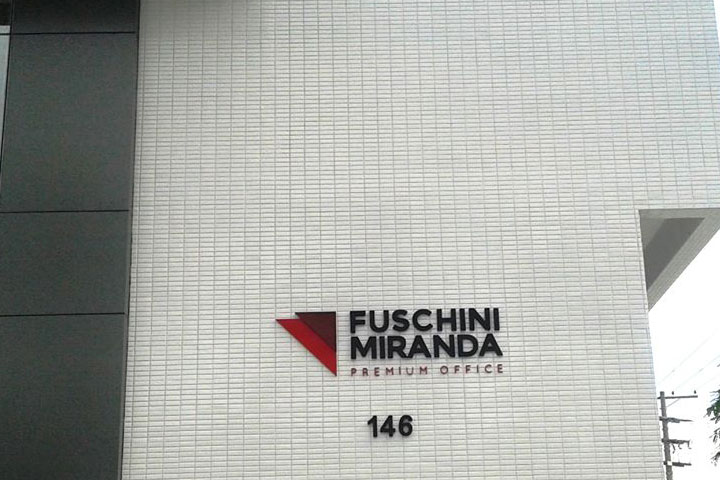 FUSCHINI
MIRANDA
PREMIUM OFFICE
146